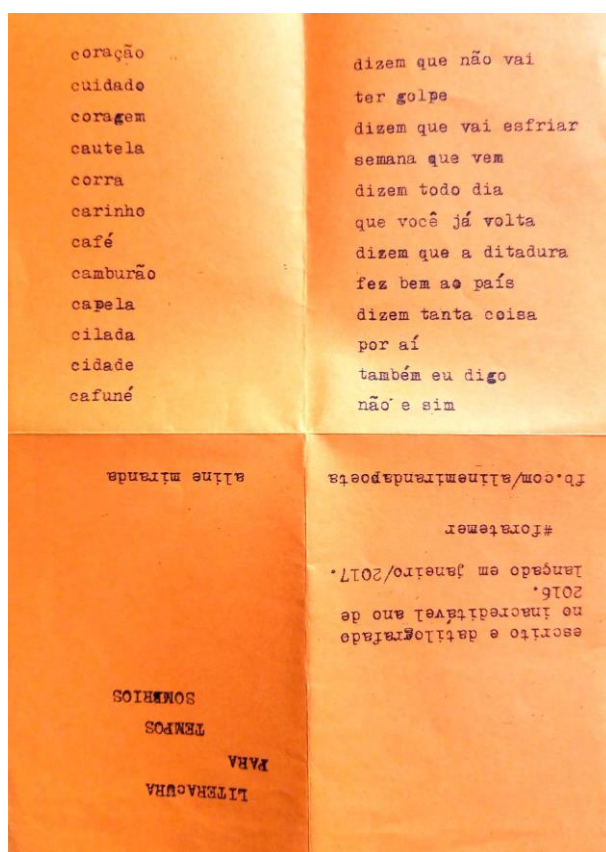 coração
cuidado
coragem
cautela
corra
carinho
café
camburão
capela
cilada
cidade
cafuné
dizem que não vai
ter golpe
dizem que vai esfriar
semana que vem
dizem todo dia
que você já volta
dizem que a ditadura
fez bem ao país
dizem tanta coisa
por aí
também eu digo
não e sim
LITERAcURA
PARA
TEMPOS
SOMBRIOS
aline miranda
escrito e datilografado
no inacreditável ano de
2016.
lançado em janeiro/2017.
#foratemer
fb.com/alinemirandapoeta